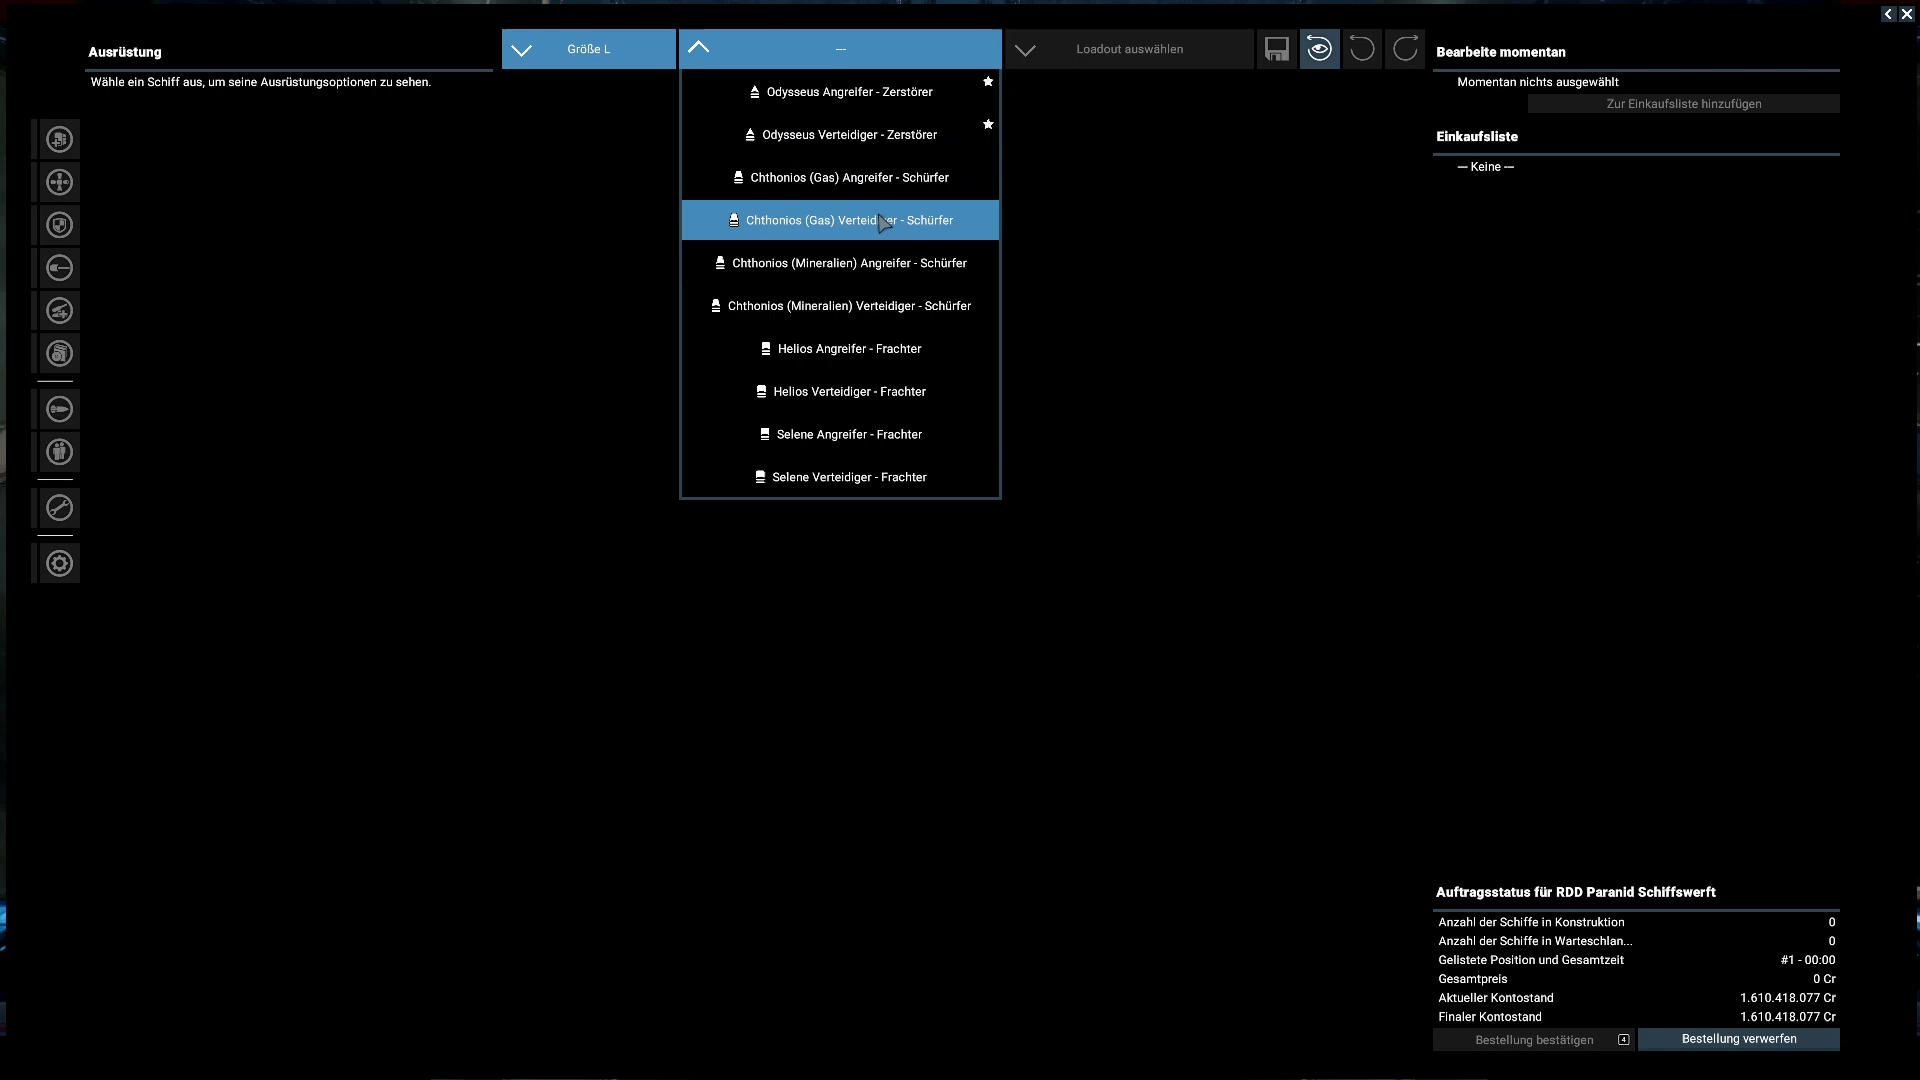 Ausrüstung
Wähle ein Schiff aus, um seine Ausrüstungsoptionen zu sehen.
Größe L
---
Loadout auswählen
Odysseus Angreifer - Zerstörer
Odysseus Verteidiger - Zerstörer
Chthonios (Gas) Angreifer - Schürfer
Chthonios (Gas) Verteidiger - Schürfer
Chthonios (Mineralien) Angreifer - Schürfer
Chthonios (Mineralien) Verteidiger - Schürfer
Helios Angreifer - Frachter
Helios Verteidiger - Frachter
Selene Angreifer - Frachter
Selene Verteidiger - Frachter
Bearbeite momentan
Momentan nichts ausgewählt
Zur Einkaufsliste hinzufügen
Einkaufsliste
--- Keine ---
Auftragsstatus für RDD Paranid Schiffswerft
Anzahl der Schiffe in Konstruktion 0
Anzahl der Schiffe in Warteschlan... 0
Gelistete Position und Gesamtzeit #1 - 00:00
Gesamtpreis 0 Cr
Aktueller Kontostand 1.610.418.077 Cr
Finaler Kontostand 1.610.418.077 Cr
Bestellung bestätigen 4 Bestellung verwerfen